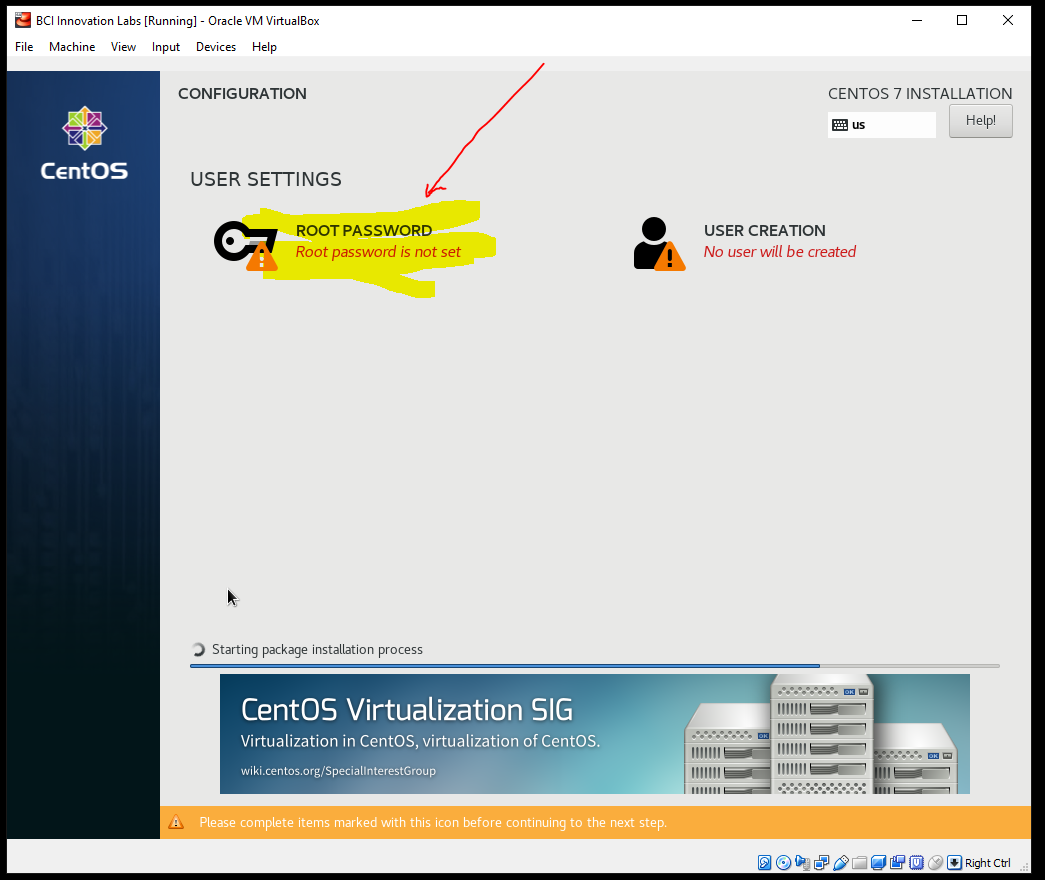 BCI Innovation Labs [Running] - Oracle VM VirtualBox
File Machine View Input Devices Help
CentOS
CONFIGURATION
CENTOS 7 INSTALLATION
us
Help!
USER SETTINGS
ROOT PASSWORD
Root password is not set
USER CREATION
No user will be created
Starting package installation process
CentOS Virtualization SIG
Virtualization in CentOS, virtualization of CentOS.
wiki.centos.org/SpecialInterestGroup
OK
OK
OK
Please complete items marked with this icon before continuing to the next step.
Right Ctrl